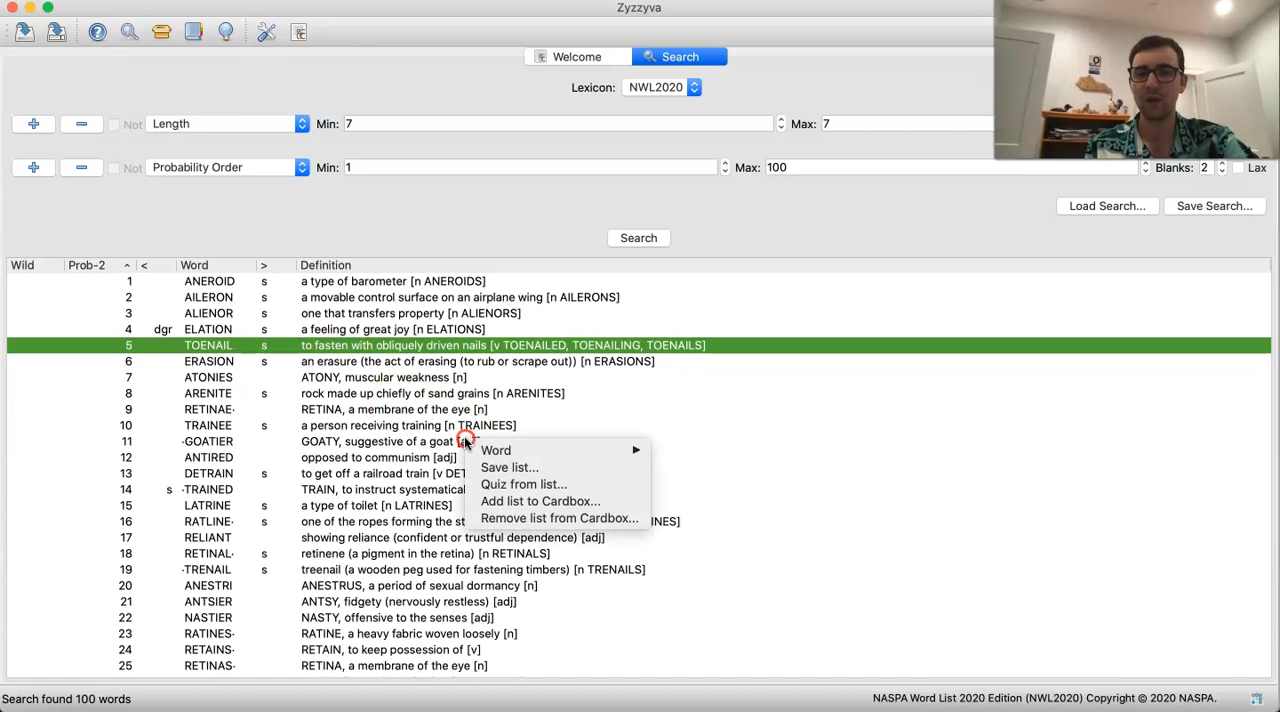 Zyzzyva
Welcome Search
Lexicon: NWL2020
Not Length Min: 7 Max: 7
Not Probability Order Min: 1 Max: 100 Blanks: 2 Lax
Load Search... Save Search...
Search
Wild Prob-2 < Word > Definition
1 ANEROID s a type of barometer [n ANEROIDS]
2 AILERON s a movable control surface on an airplane wing [n AILERONS]
3 ALIENOR s one that transfers property [n ALIENORS]
4 dgr ELATION s a feeling of great joy [n ELATIONS]
5 TOENAIL s to fasten with obliquely driven nails [v TOENAILED, TOENAILING, TOENAILS]
6 ERASION s an erasure (the act of erasing (to rub or scrape out)) [n ERASIONS]
7 ATONIES ATONY, muscular weakness [n]
8 ARENITE s rock made up chiefly of sand grains [n ARENITES]
9 RETINAE· RETINA, a membrane of the eye [n]
10 TRAINEE s a person receiving training [n TRAINEES]
11 ·GOATIER GOATY, suggestive of a goat
12 ANTIRED opposed to communism [adj]
13 DETRAIN s to get off a railroad train [v DET
14 s ·TRAINED TRAIN, to instruct systematical
15 LATRINE s a type of toilet [n LATRINES]
16 RATLINE· s one of the ropes forming the st INES]
17 RELIANT showing reliance (confident or trustful dependence) [adj]
18 RETINAL· s retinene (a pigment in the retina) [n RETINALS]
19 ·TRENAIL s treenail (a wooden peg used for fastening timbers) [n TRENAILS]
20 ANESTRI ANESTRUS, a period of sexual dormancy [n]
21 ANTSIER ANTSY, fidgety (nervously restless) [adj]
22 NASTIER NASTY, offensive to the senses [adj]
23 RATINES· RATINE, a heavy fabric woven loosely [n]
24 RETAINS· RETAIN, to keep possession of [v]
25 RETINAS· RETINA, a membrane of the eye [n]
Word
Save list...
Quiz from list...
Add list to Cardbox...
Remove list from Cardbox...
Search found 100 words NASPA Word List 2020 Edition (NWL2020) Copyright © 2020 NASPA.